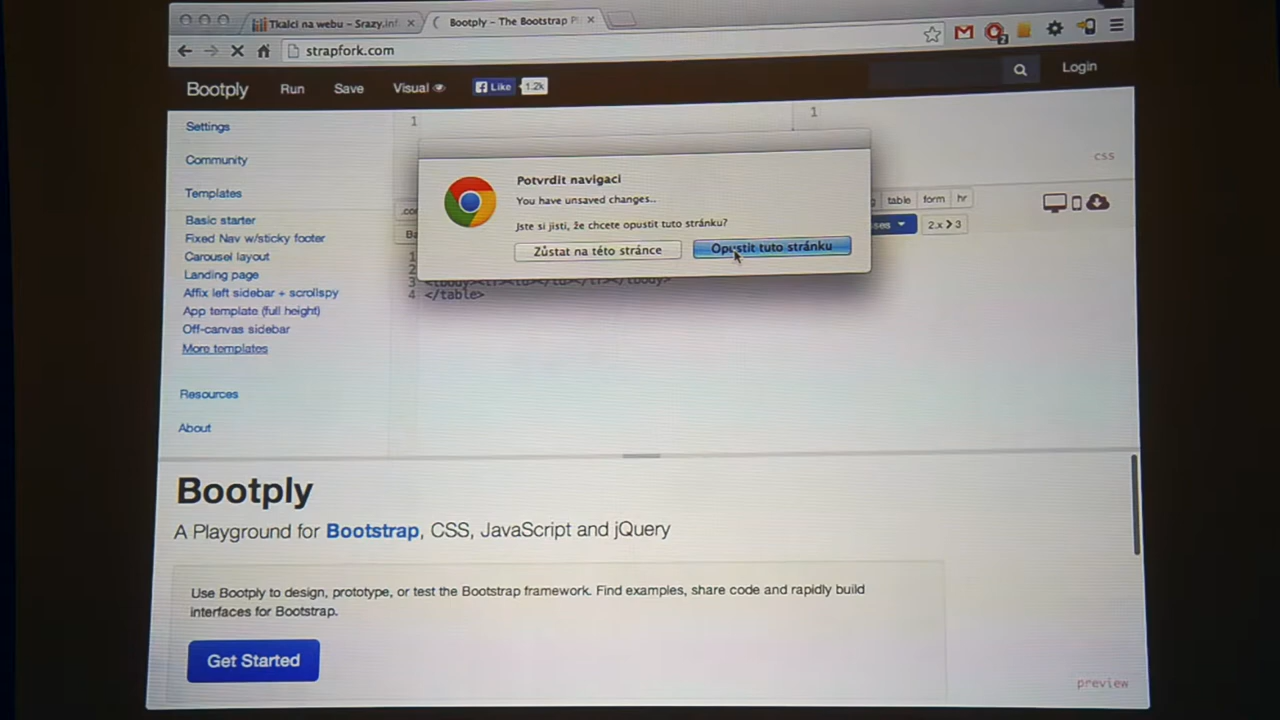 Tkalci na webu – Srazy.inf
Bootply – The Bootstrap P
strapfork.com
2
Bootply
Run
Save
Visual
Like
1.2k
Login
Settings
Community
Templates
Basic starter
Fixed Nav w/sticky footer
Carousel layout
Landing page
Affix left sidebar + scrollspy
App template (full height)
Off-canvas sidebar
More templates
Resources
About
1
1
css
Potvrdit navigaci
You have unsaved changes..
Jste si jisti, že chcete opustit tuto stránku?
Zůstat na této stránce
Opustit tuto stránku
table
form
hr
2.x > 3
1
2
3
4 </table>
Bootply
A Playground for Bootstrap, CSS, JavaScript and jQuery
Use Bootply to design, prototype, or test the Bootstrap framework. Find examples, share code and rapidly build
interfaces for Bootstrap.
Get Started
preview